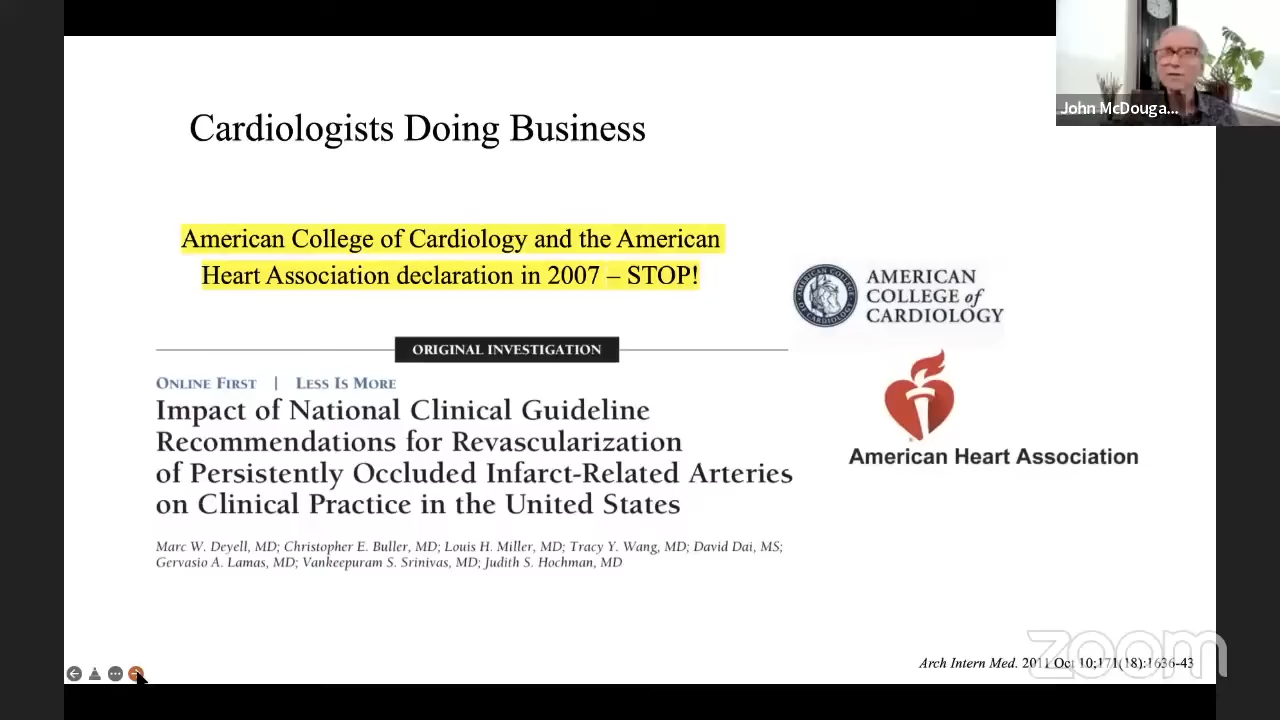 John McDouga...
Cardiologists Doing Business
American College of Cardiology and the American
Heart Association declaration in 2007 – STOP!
AMERICAN
COLLEGE of
CARDIOLOGY
ORIGINAL INVESTIGATION
ONLINE FIRST | LESS IS MORE
Impact of National Clinical Guideline
Recommendations for Revascularization
of Persistently Occluded Infarct-Related Arteries
on Clinical Practice in the United States
American Heart Association
Marc W. Deyell, MD; Christopher E. Buller, MD; Louis H. Miller, MD; Tracy Y. Wang, MD; David Dai, MS;
Gervasio A. Lamas, MD; Vankeepuram S. Srinivas, MD; Judith S. Hochman, MD
zoom
Arch Intern Med. 2011 Oct 10;171(18):1636-43